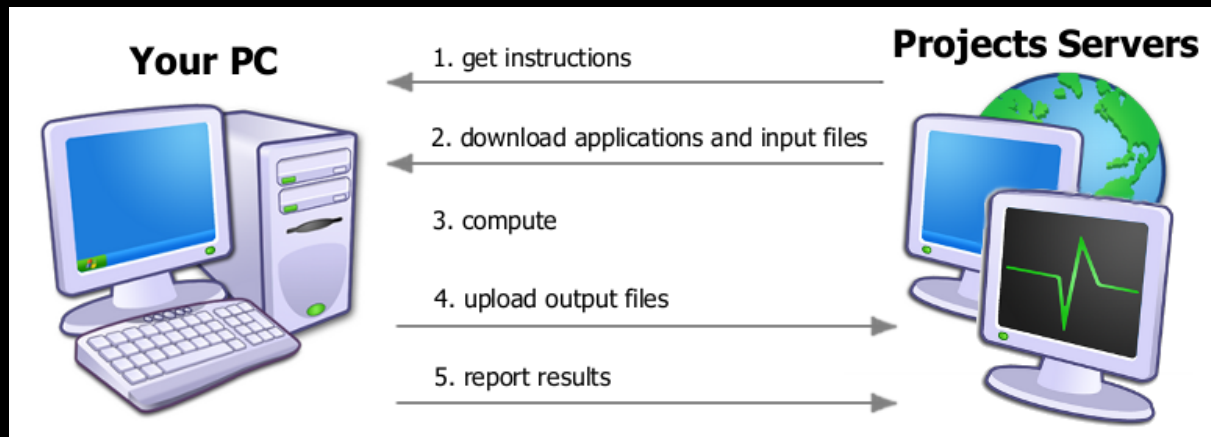 Your PC
Projects Servers
1. get instructions
2. download applications and input files
3. compute
4. upload output files
5. report results